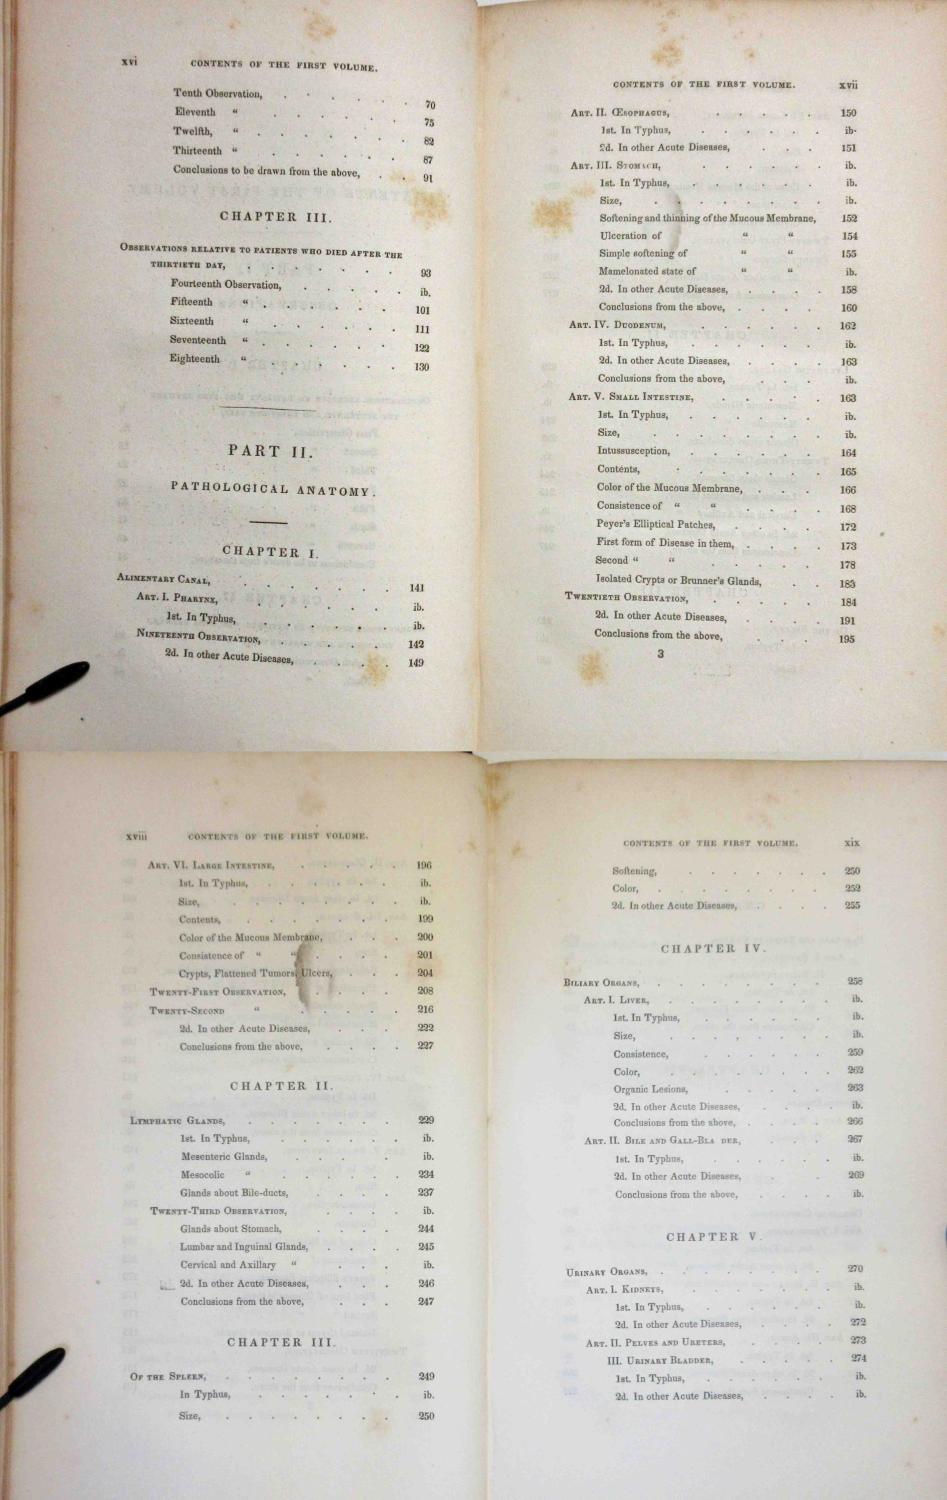 xvi CONTENTS OF THE FIRST VOLUME.
Tenth Observation, . . . . . 70
Eleventh “ . . . . . 75
Twelfth, “ . . . . . 82
Thirteenth “ . . . . . 87
Conclusions to be drawn from the above, . . 91
CHAPTER III.
OBSERVATIONS RELATIVE TO PATIENTS WHO DIED AFTER THE
THIRTIETH DAY, . . . . . . 93
Fourteenth Observation, . . . . . ib.
Fifteenth “ . . . . . 101
Sixteenth “ . . . . . 111
Seventeenth “ . . . . . 122
Eighteenth “ . . . . . 130
PART II.
PATHOLOGICAL ANATOMY.
CHAPTER I.
ALIMENTARY CANAL, . . . . . . 141
ART. I. PHARYNX, . . . . . ib.
1st. In Typhus, . . . . . ib.
NINETEENTH OBSERVATION, . . . . . 142
2d. In other Acute Diseases, . . . . 149
CONTENTS OF THE FIRST VOLUME. xvii
ART. II. ŒSOPHAGUS, . . . . . 150
1st. In Typhus, . . . . . ib.
2d. In other Acute Diseases, . . . 151
ART. III. STOMACH, . . . . . ib.
1st. In Typhus, . . . . . ib.
Size, . . . . . . . ib.
Softening and thinning of the Mucous Membrane, 152
Ulceration of “ “ 154
Simple softening of “ “ 155
Mamelonated state of “ “ ib.
2d. In other Acute Diseases, . . . . 158
Conclusions from the above, . . . . 160
ART. IV. DUODENUM, . . . . . 162
1st. In Typhus, . . . . . . ib.
2d. In other Acute Diseases, . . . . 163
Conclusions from the above, . . . ib.
ART. V. SMALL INTESTINE, . . . . . 163
1st. In Typhus, . . . . . . ib.
Size, . . . . . . . ib.
Intussusception, . . . . . 164
Contents, . . . . . . 165
Color of the Mucous Membrane, . . . 166
Consistence of “ “ . . . . 168
Peyer's Elliptical Patches, . . . . 172
First form of Disease in them, . . . . 173
Second “ “ . . . . 178
Isolated Crypts or Brunner's Glands, . . 183
TWENTIETH OBSERVATION, . . . . . 184
2d. In other Acute Diseases, . . . . 191
Conclusions from the above, . . . 195
3
xviii CONTENTS OF THE FIRST VOLUME.
ART. VI. LARGE INTESTINE, . . . . . 196
1st. In Typhus, . . . . . . ib.
Size, . . . . . . . ib.
Contents, . . . . . . 199
Color of the Mucous Membrane, . . . 200
Consistence of “ “ . . . . 201
Crypts, Flattened Tumors, Ulcers, . . . 204
TWENTY-FIRST OBSERVATION, . . . . 208
TWENTY-SECOND “ . . . . . 216
2d. In other Acute Diseases, . . . 222
Conclusions from the above, . . . . 227
CHAPTER II.
LYMPHATIC GLANDS, . . . . . . 229
1st. In Typhus, . . . . . ib.
Mesenteric Glands, . . . . ib.
Mesocolic “ . . . . . 234
Glands about Bile-ducts, . . . . 237
TWENTY-THIRD OBSERVATION, . . . . ib.
Glands about Stomach, . . . . 244
Lumbar and Inguinal Glands, . . . . 245
Cervical and Axillary “ . . . ib.
2d. In other Acute Diseases, . . . 246
Conclusions from the above, . . . 247
CHAPTER III.
OF THE SPLEEN, . . . . . . . 249
In Typhus, . . . . . ib.
Size, . . . . . . . 250
CONTENTS OF THE FIRST VOLUME. xix
Softening, . . . . . . 250
Color, . . . . . . . 252
2d. In other Acute Diseases, . . . . 255
CHAPTER IV.
BILIARY ORGANS, . . . . . . . 258
ART. I. LIVER, . . . . . . . ib.
1st. In Typhus, . . . . . . ib.
Size, . . . . . . . ib.
Consistence, . . . . . . 259
Color, . . . . . . . 262
Organic Lesions, . . . . . 263
2d. In other Acute Diseases, . . . . ib.
Conclusions from the above, . . . . 266
ART. II. BILE AND GALL-BLA DER, . . . 267
1st. In Typhus, . . . . . . ib.
2d. In other Acute Diseases, . . . 269
Conclusions from the above, . . . . ib.
CHAPTER V.
URINARY ORGANS, . . . . . . . 270
ART. I. KIDNEYS, . . . . . . ib.
1st. In Typhus, . . . . . . ib.
2d. In other Acute Diseases, . . . . 272
ART. II. PELVES AND URETERS, . . . . 273
III. URINARY BLADDER, . . . . . 274
1st. In Typhus, . . . . . . ib.
2d. In other Acute Diseases, . . . . ib.